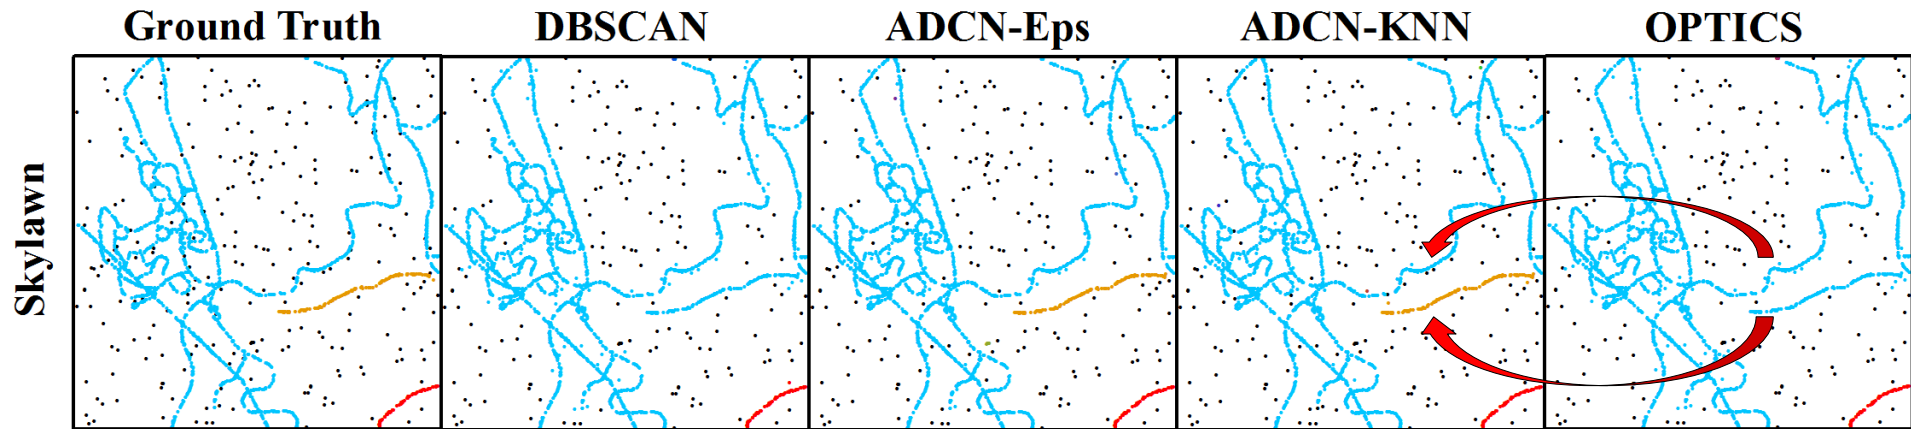 Ground Truth
DBSCAN
ADCN-Eps
ADCN-KNN
OPTICS
Skylawn